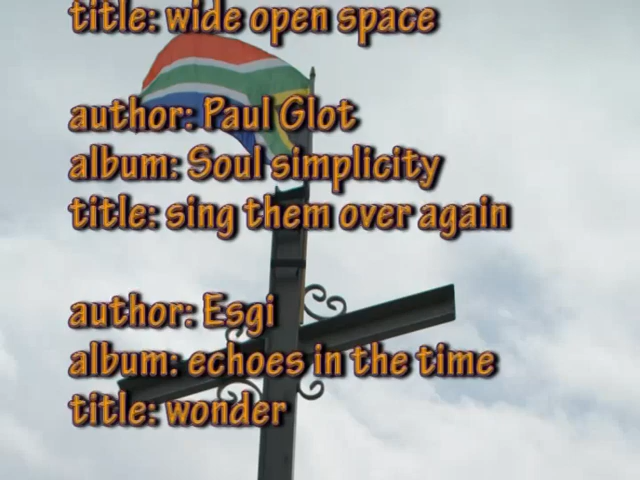 title: wide open space
author: Paul Glot
album: Soul simplicity
title: sing them over again
author: Esgi
album: echoes in the time
title: wonder